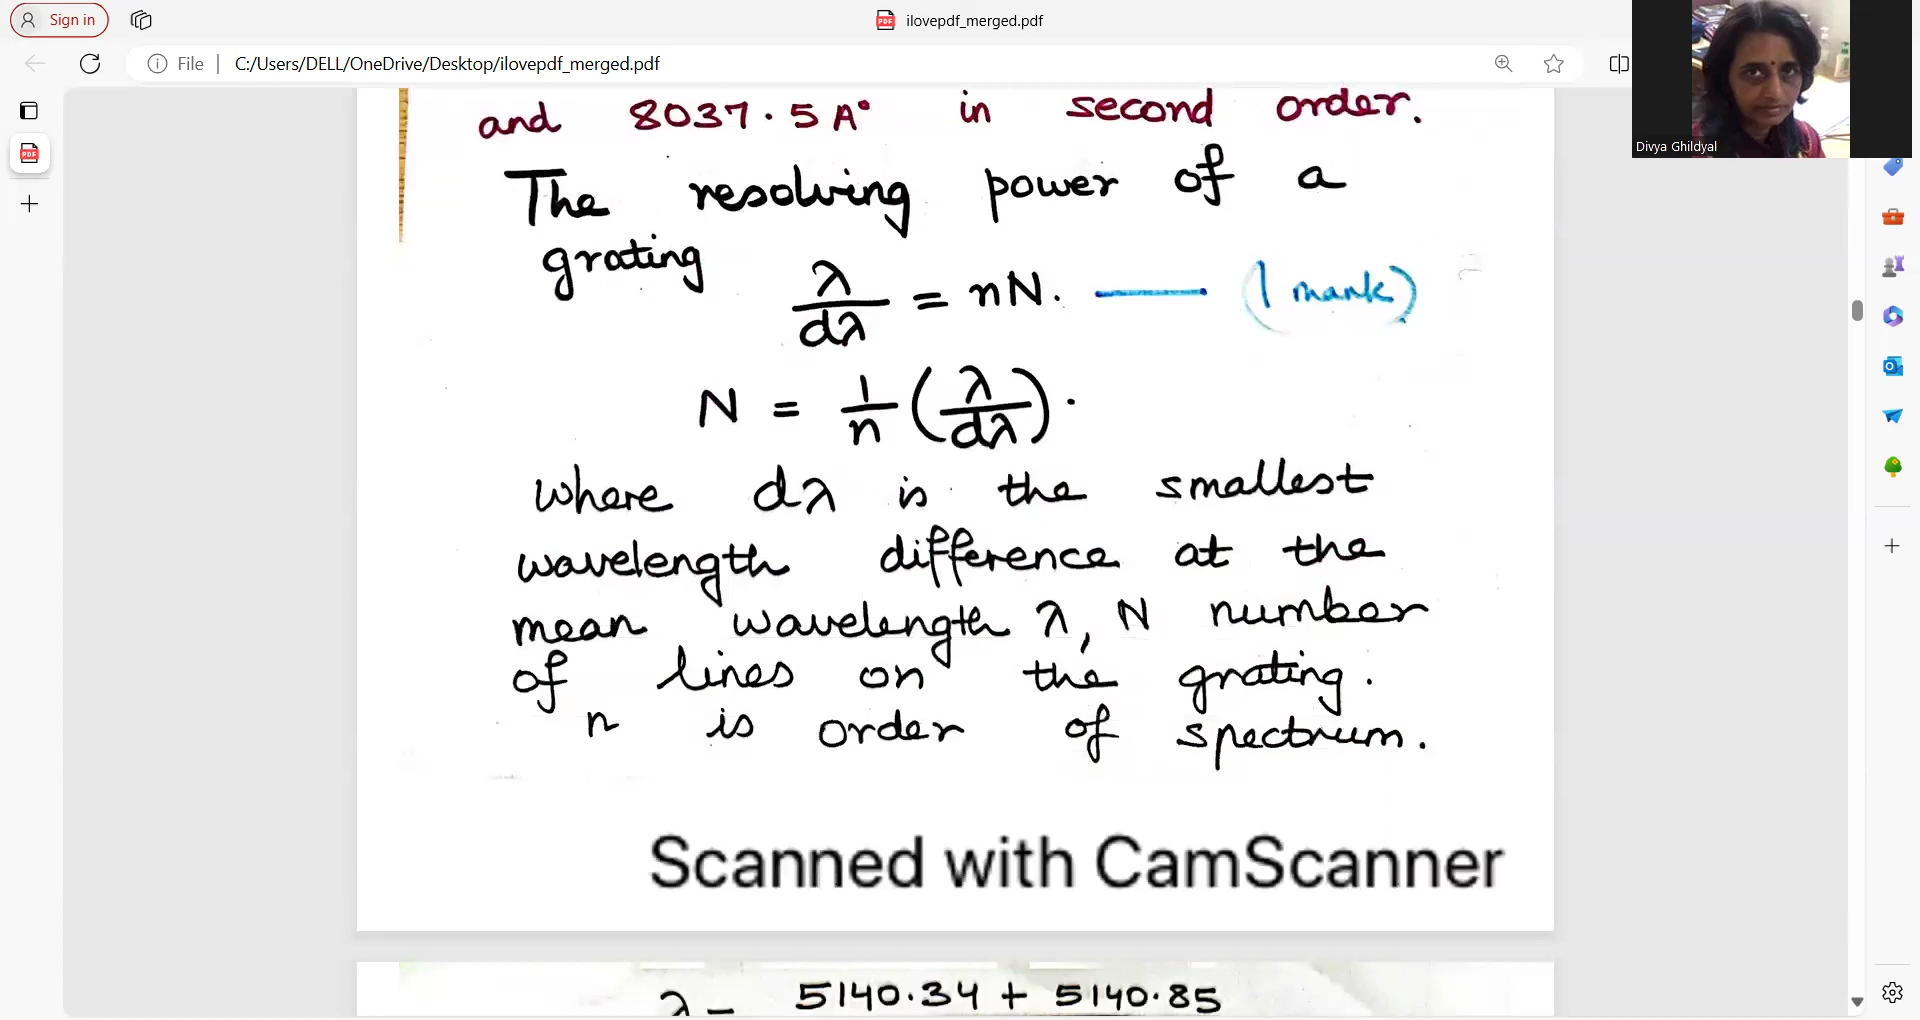 Sign in
ilovepdf_merged.pdf
File
C:/Users/DELL/OneDrive/Desktop/ilovepdf_merged.pdf
Divya Ghildyal
and 8037.5A° in second order.
The resolving power of a
grating
λ/dλ = nN. — (1 mark)
N = 1/n (λ/dλ).
where dλ is the smallest
wavelength difference at the
mean wavelength λ, N number
of lines on the grating.
n is order of spectrum.
Scanned with CamScanner
5140.34 + 5140.85